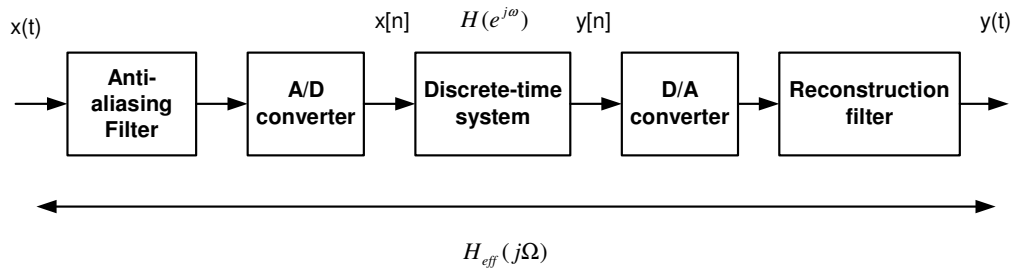 x(t)
x[n]
H(e^{jω})
y[n]
y(t)
Anti-
aliasing
Filter
A/D
converter
Discrete-time
system
D/A
converter
Reconstruction
filter
H_{eff}(jΩ)